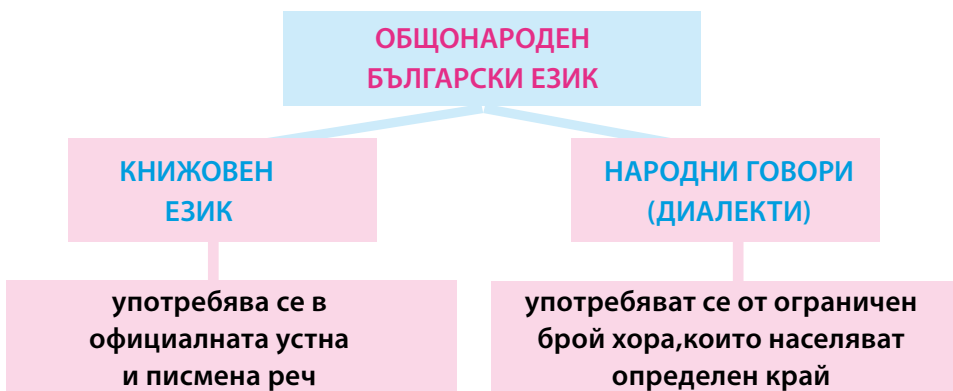 ОБЩОНАРОДЕН
БЪЛГАРСКИ ЕЗИК
КНИЖОВЕН
ЕЗИК
НАРОДНИ ГОВОРИ
(ДИАЛЕКТИ)
употребява се в
официалната устна
и писмена реч
употребяват се от ограничен
брой хора,които населяват
определен край